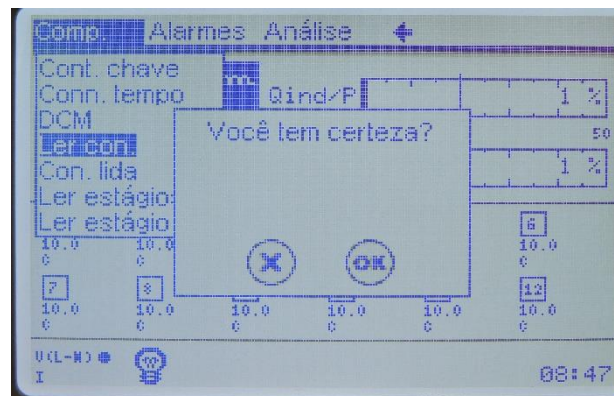 Comp. Alarmes Análise
Cont. chave
Conn. tempo
DCM
Ler con.
Con. lida
Ler estágio
Ler estágio
Qind/P
1 %
50
1 %
Você tem certeza?
X OK
6
10.0 10.0 10.0
C C
7 8 12
10.0 10.0 10.0 10.0 10.0 10.0
C C C C C C
V(L-N)
I
08:47